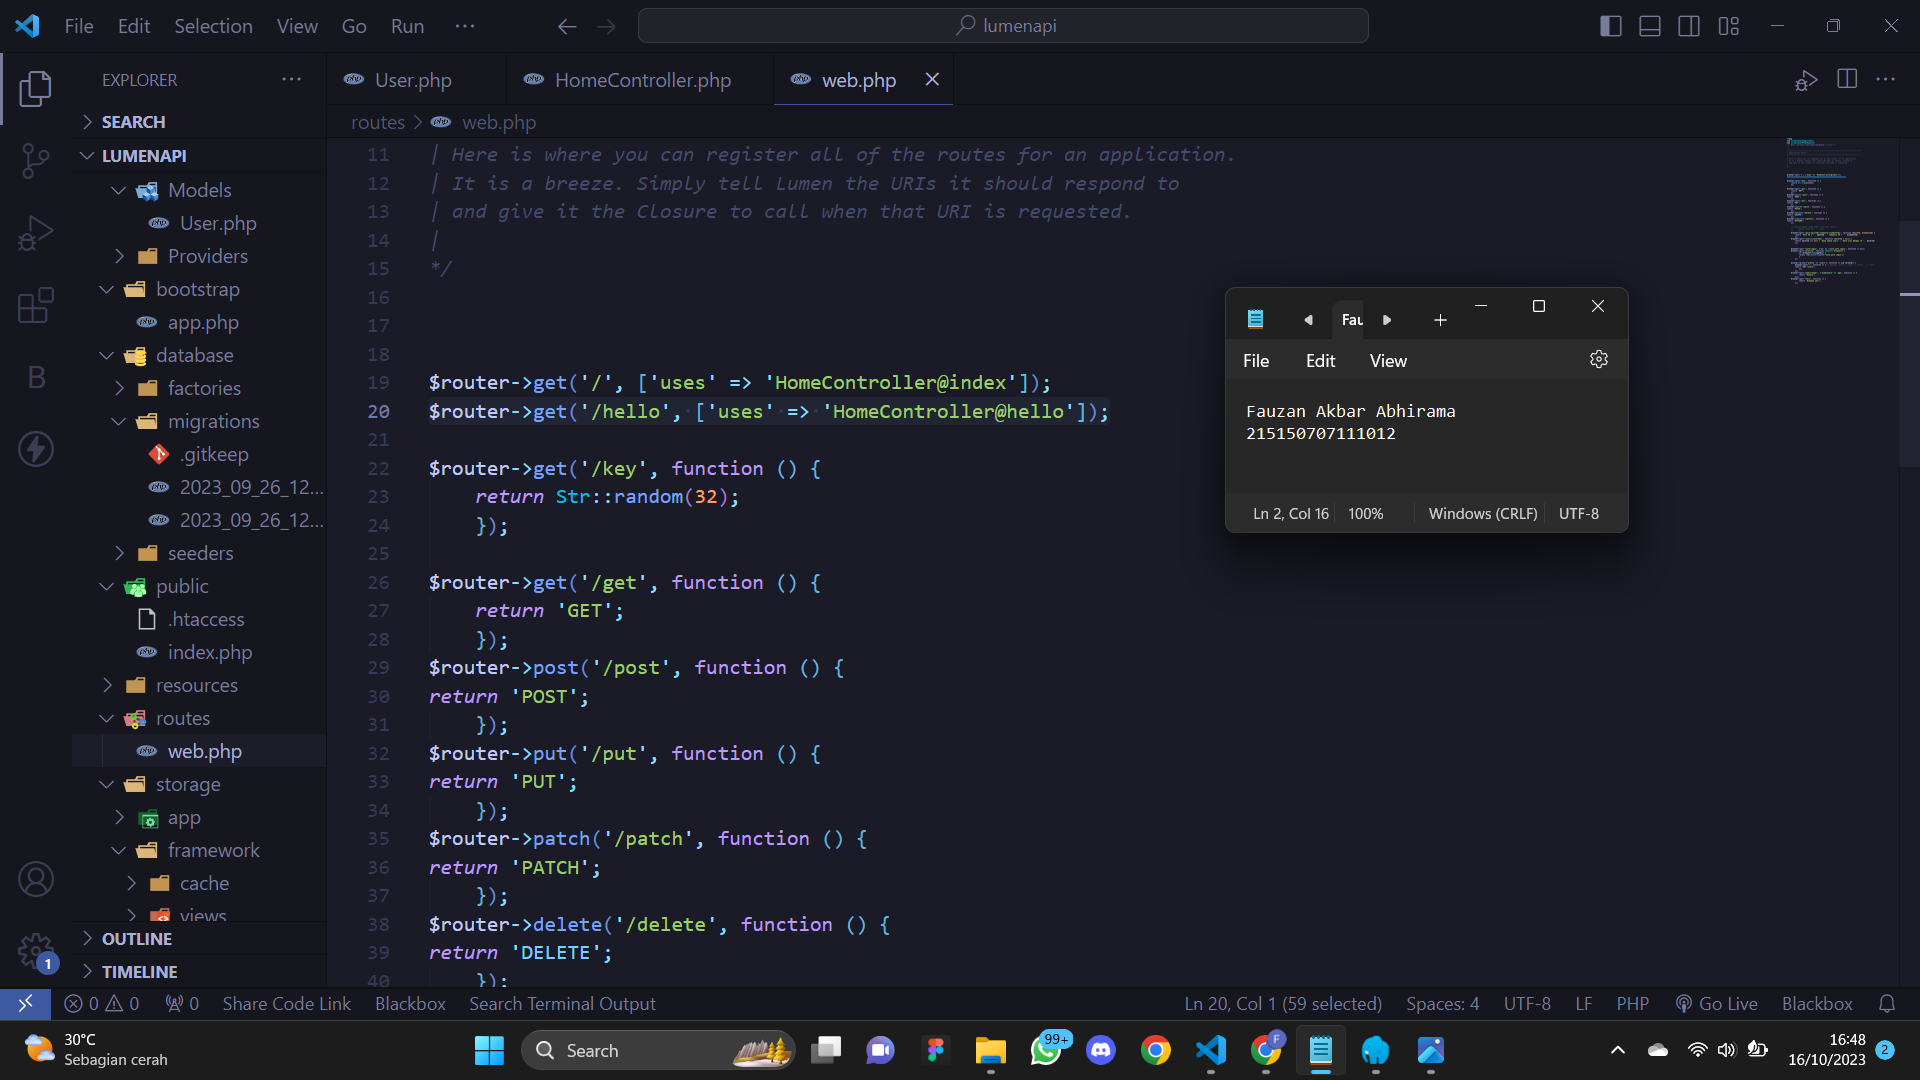 File Edit Selection View Go Run ···
lumenapi
EXPLORER
SEARCH
LUMENAPI
Models
User.php
Providers
bootstrap
app.php
database
factories
migrations
.gitkeep
2023_09_26_12...
2023_09_26_12...
seeders
public
.htaccess
index.php
resources
routes
web.php
storage
app
framework
cache
views
OUTLINE
TIMELINE
User.php HomeController.php web.php
routes > web.php
11 | Here is where you can register all of the routes for an application.
12 | It is a breeze. Simply tell Lumen the URIs it should respond to
13 | and give it the Closure to call when that URI is requested.
14 |
15 */
16
17
18
19 $router->get('/', ['uses' => 'HomeController@index']);
20 $router->get('/hello', ['uses' => 'HomeController@hello']);
21
22 $router->get('/key', function () {
23     return Str::random(32);
24     });
25
26 $router->get('/get', function () {
27     return 'GET';
28     });
29 $router->post('/post', function () {
30 return 'POST';
31     });
32 $router->put('/put', function () {
33 return 'PUT';
34     });
35 $router->patch('/patch', function () {
36 return 'PATCH';
37     });
38 $router->delete('/delete', function () {
39 return 'DELETE';
40     });
Fau
File Edit View
Fauzan Akbar Abhirama
215150707111012
Ln 2, Col 16 100% Windows (CRLF) UTF-8
B
1
0 0 0 Share Code Link Blackbox Search Terminal Output Ln 20, Col 1 (59 selected) Spaces: 4 UTF-8 LF PHP Go Live Blackbox
30°C
Sebagian cerah
Search
99+
F
16:48
16/10/2023
2